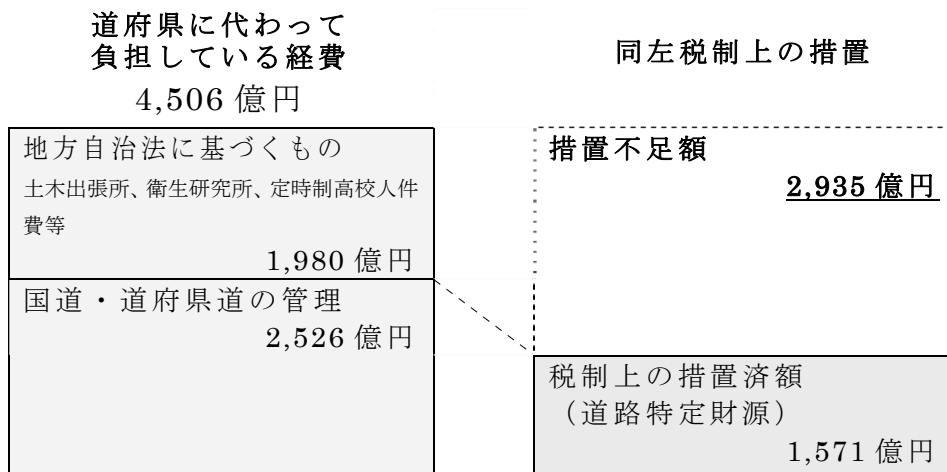 道府県に代わって
負担している経費
4,506 億円
地方自治法に基づくもの
土木出張所、衛生研究所、定時制高校人件
費等
1,980 億円
国道・道府県道の管理
2,526 億円
同左税制上の措置
措置不足額
2,935 億円
税制上の措置済額
（道路特定財源）
1,571 億円